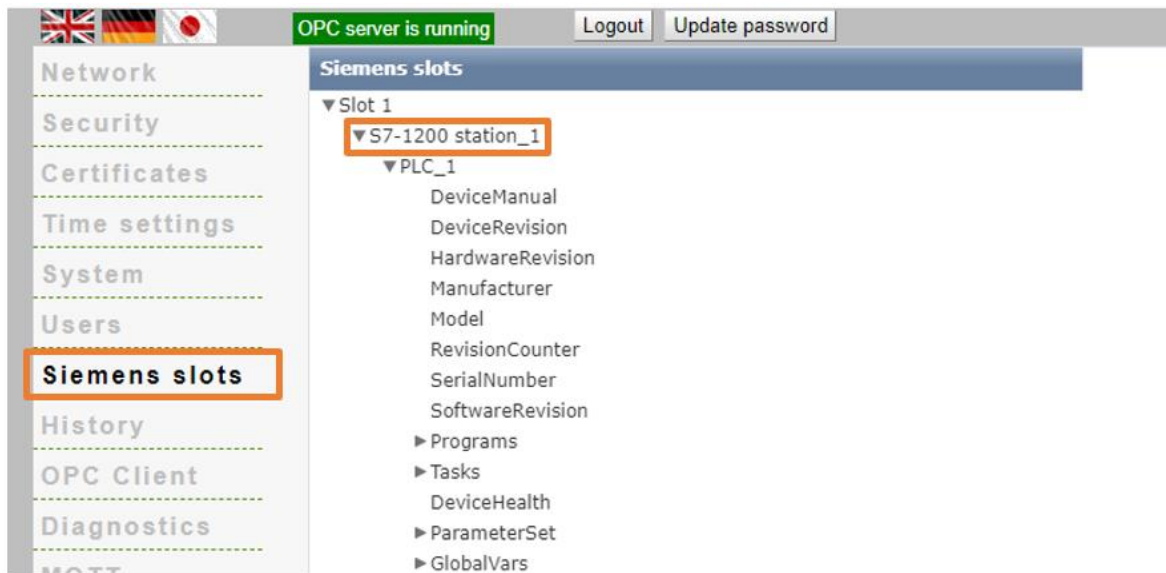 OPC server is running Logout Update password
Network
Security
Certificates
Time settings
System
Users
Siemens slots
History
OPC Client
Diagnostics
Siemens slots
Slot 1
S7-1200 station_1
PLC_1
DeviceManual
DeviceRevision
HardwareRevision
Manufacturer
Model
RevisionCounter
SerialNumber
SoftwareRevision
Programs
Tasks
DeviceHealth
ParameterSet
GlobalVars